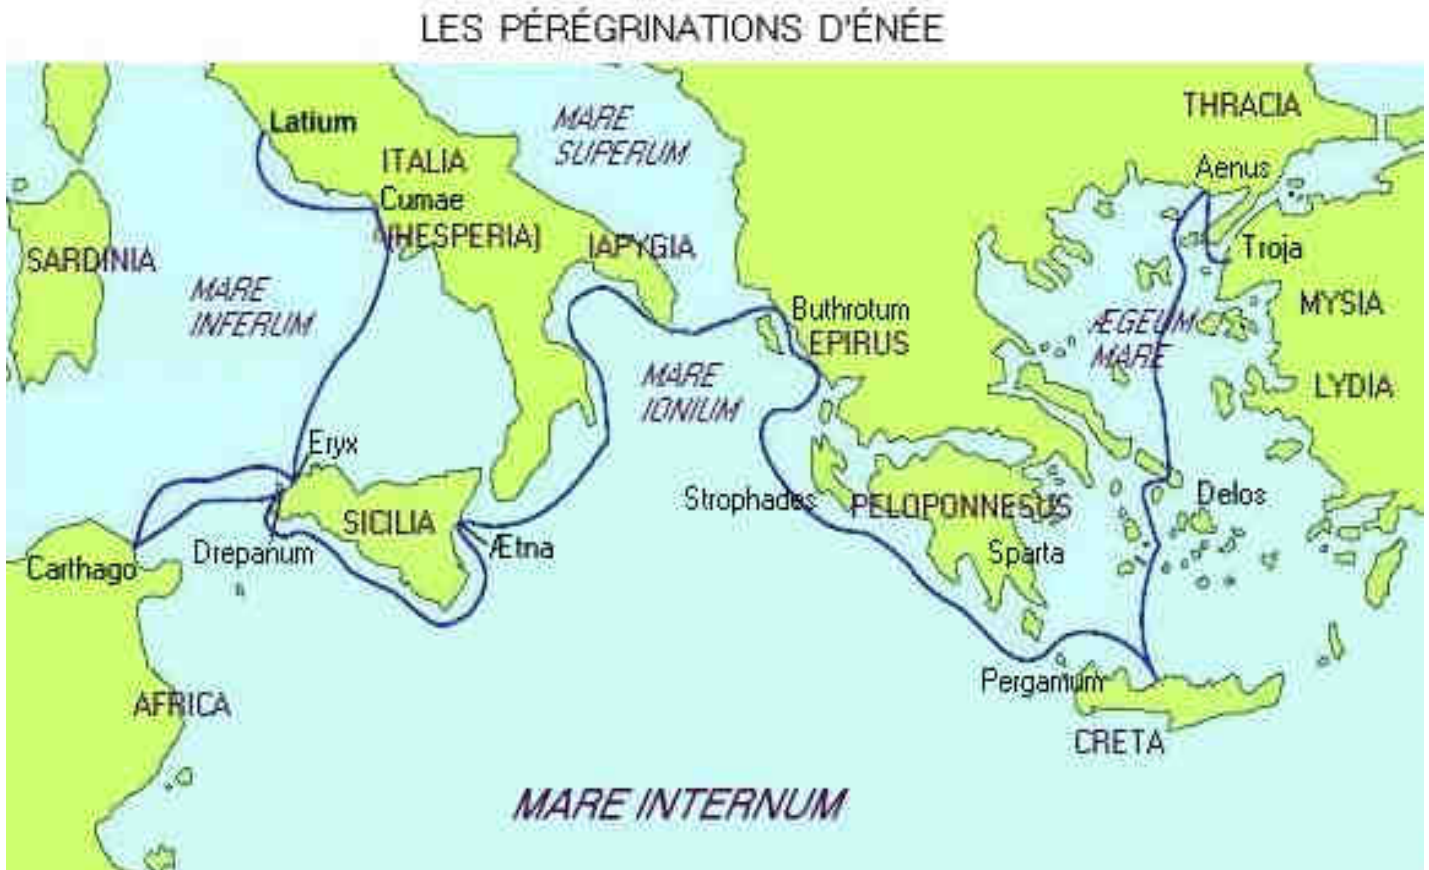 LES PÉRÉGRINATIONS D'ÉNÉE
THRACIA
MARE
SUPERUM
Latium
ITALIA
Aenus
Cumae
(HESPERIA)
IAPYGIA
Troja
SARDINIA
MARE
INFERUM
MYSIA
Buthrotum
EPIRUS
ÆGEUM
MARE
MARE
IONIUM
LYDIA
Eryx
Strophades
PELOPONNESUS
Delos
SICILIA
Ætna
Sparta
Drepanum
Carthago
Pergamum
AFRICA
CRETA
MARE INTERNUM